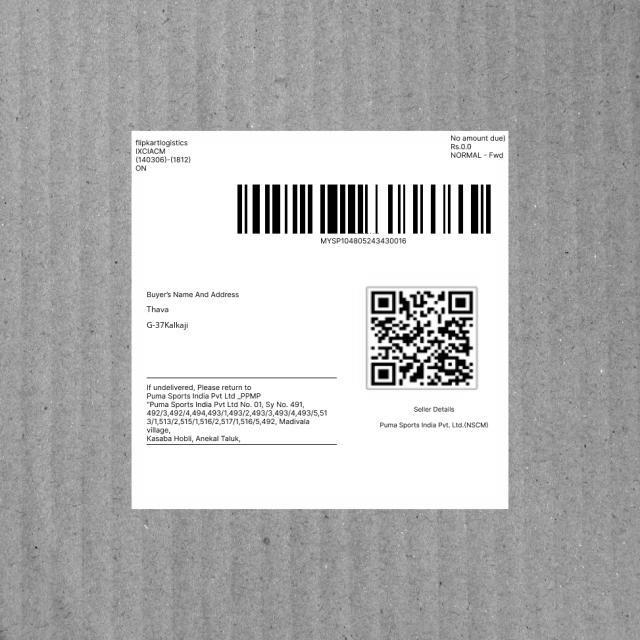 flipkartlogistics
IXCIACM
(140306)-(1812)
ON
No amount due)
Rs.0.0
NORMAL - Fwd
MYSP104805243430016
Buyer's Name And Address
Thava
G-37Kalkaji
If undelivered, Please return to
Puma Sports India Pvt Ltd _PPMP
"Puma Sports India Pvt Ltd No. 01, Sy No. 491,
492/3,492/4,494,493/1,493/2,493/3,493/4,493/5,51
3/1,513/2,515/1,516/2,517/1,516/5,492, Madivala
village,
Kasaba Hobli, Anekal Taluk,
Seller Details
Puma Sports India Pvt. Ltd.(NSCM)